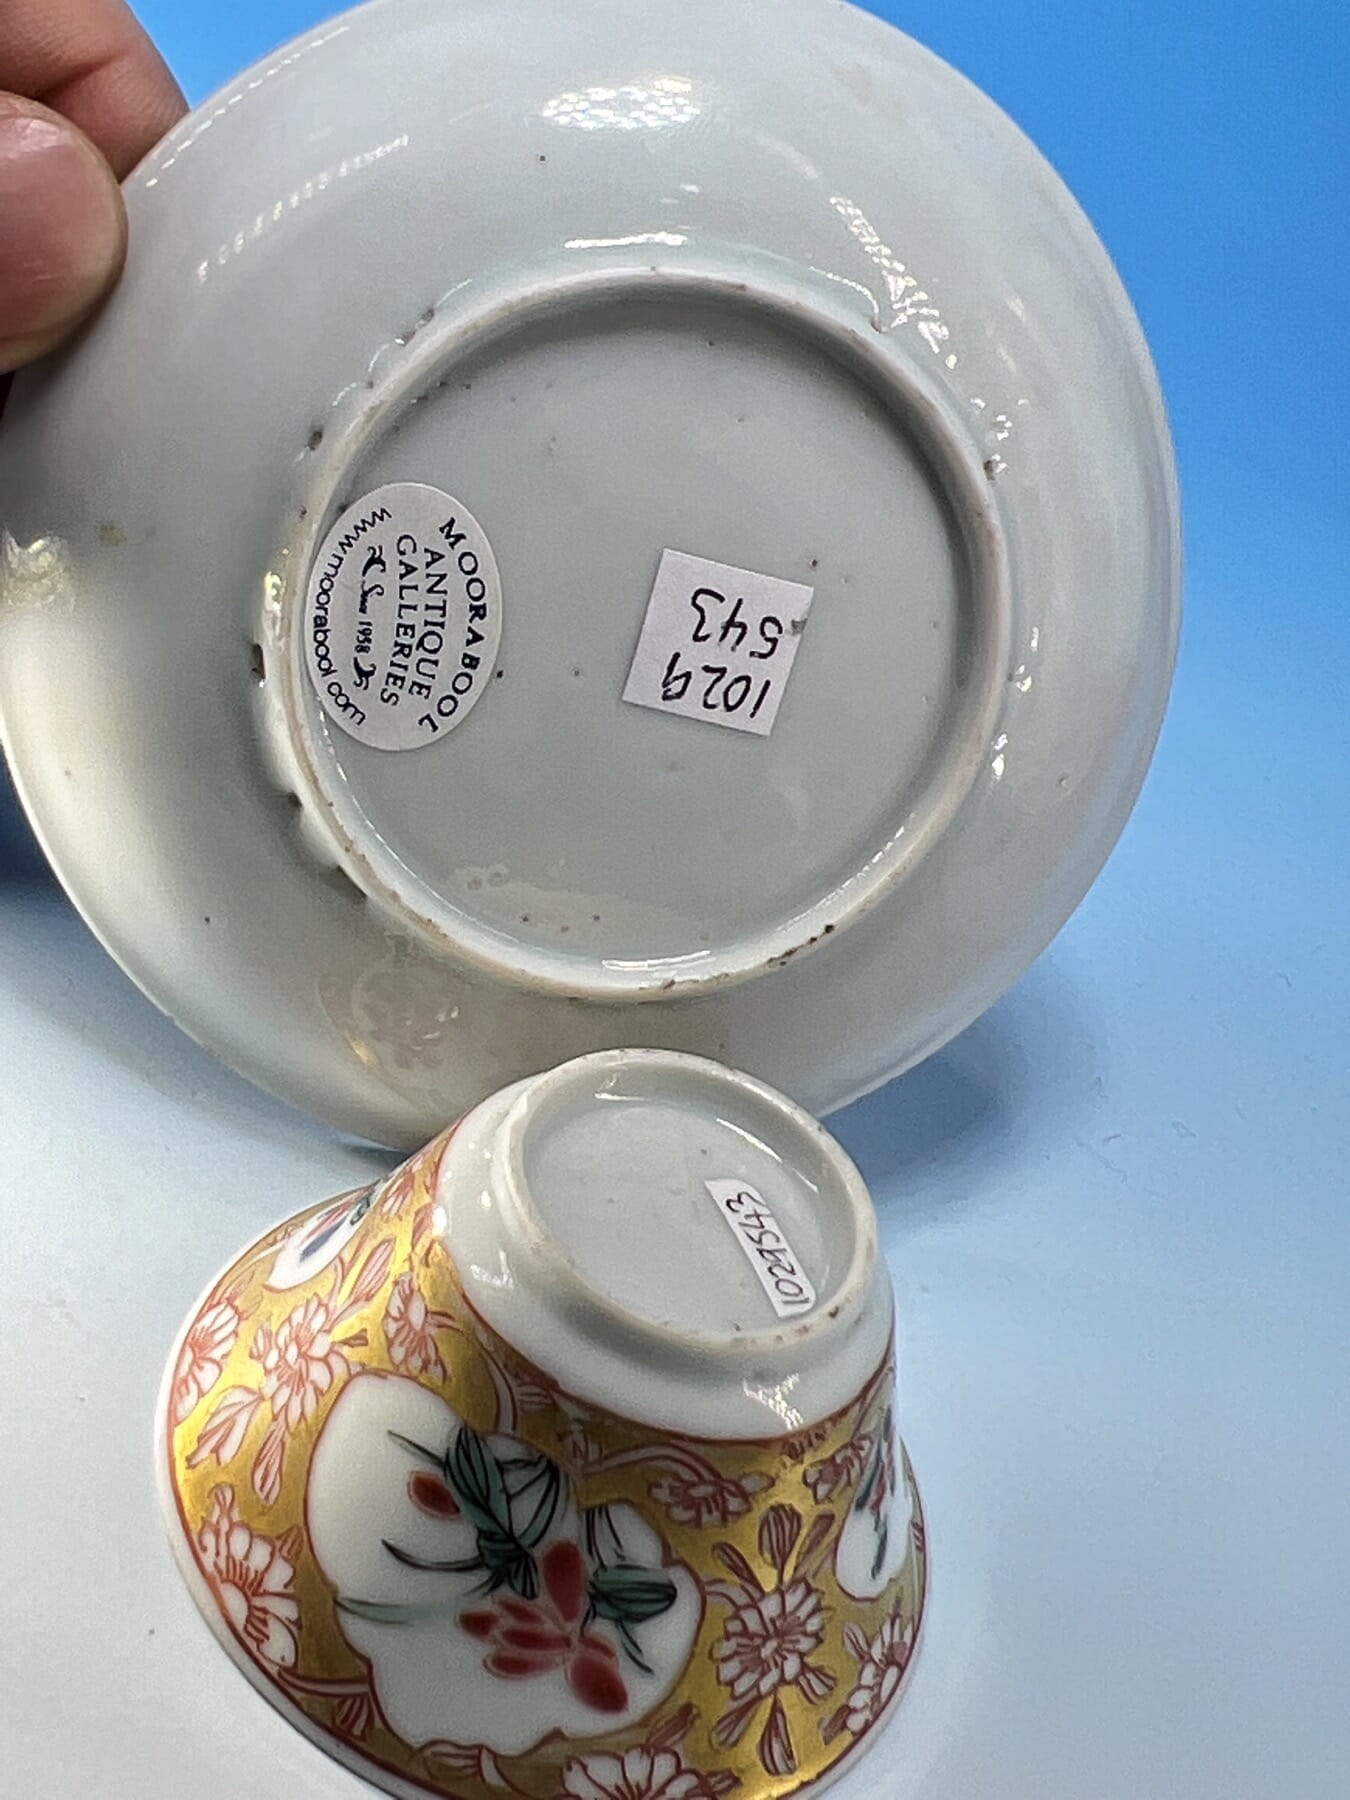 MOORABOOL
ANTIQUE
GALLERIES
Since 1958
www.moorabool.com
1029
543
1029543